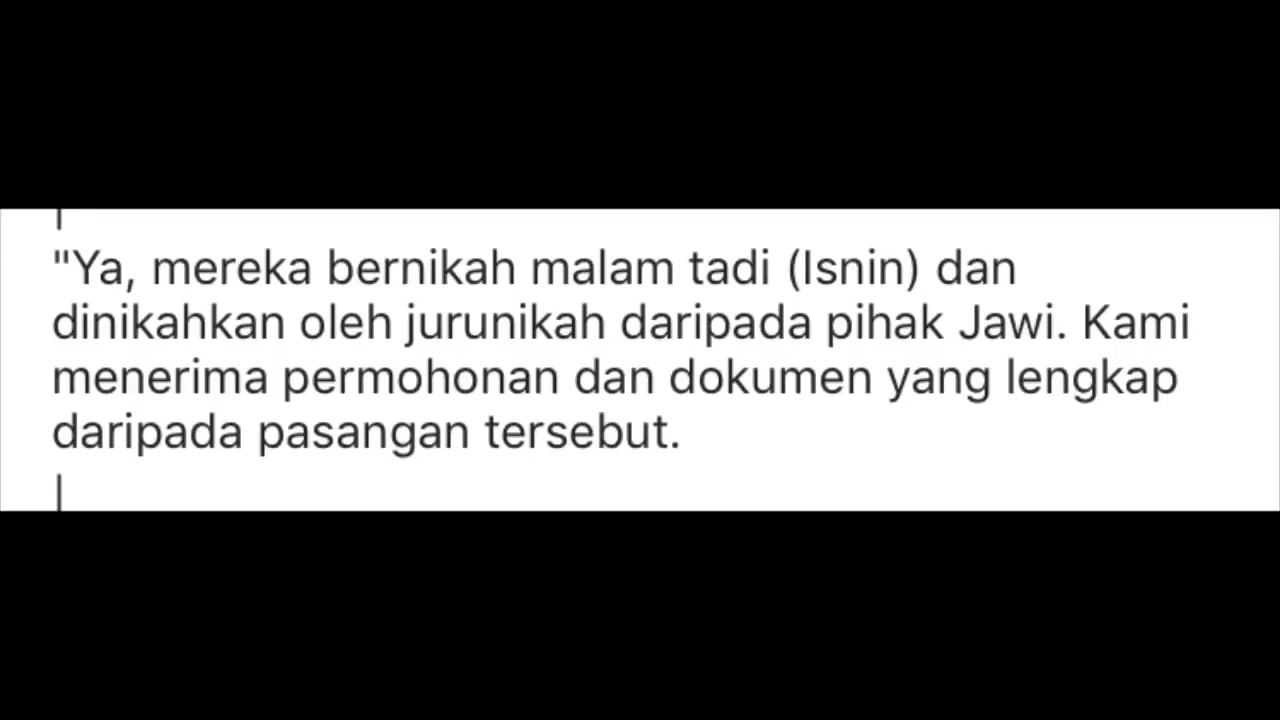 "Ya, mereka bernikah malam tadi (Isnin) dan
dinikahkan oleh jurunikah daripada pihak Jawi. Kami
menerima permohonan dan dokumen yang lengkap
daripada pasangan tersebut.